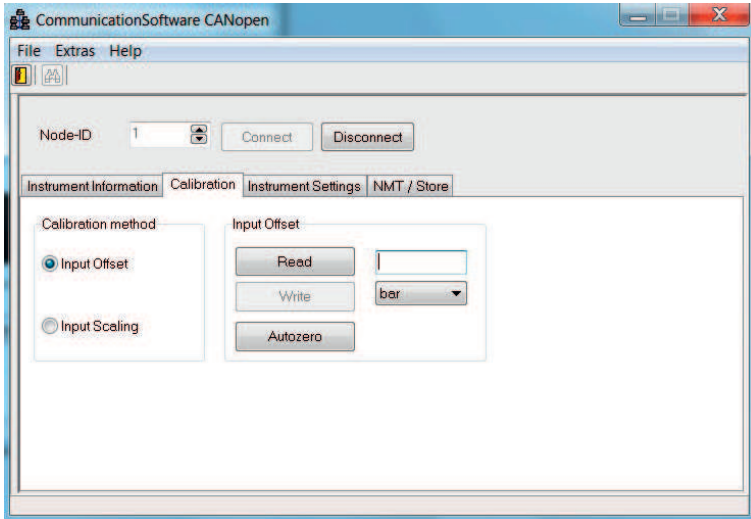 CommunicationSoftware CANopen
File Extras Help
Node-ID 1 Connect Disconnect
Instrument Information Calibration Instrument Settings NMT / Store
Calibration method Input Offset
Input Offset Read
Write bar
Input Scaling Autozero